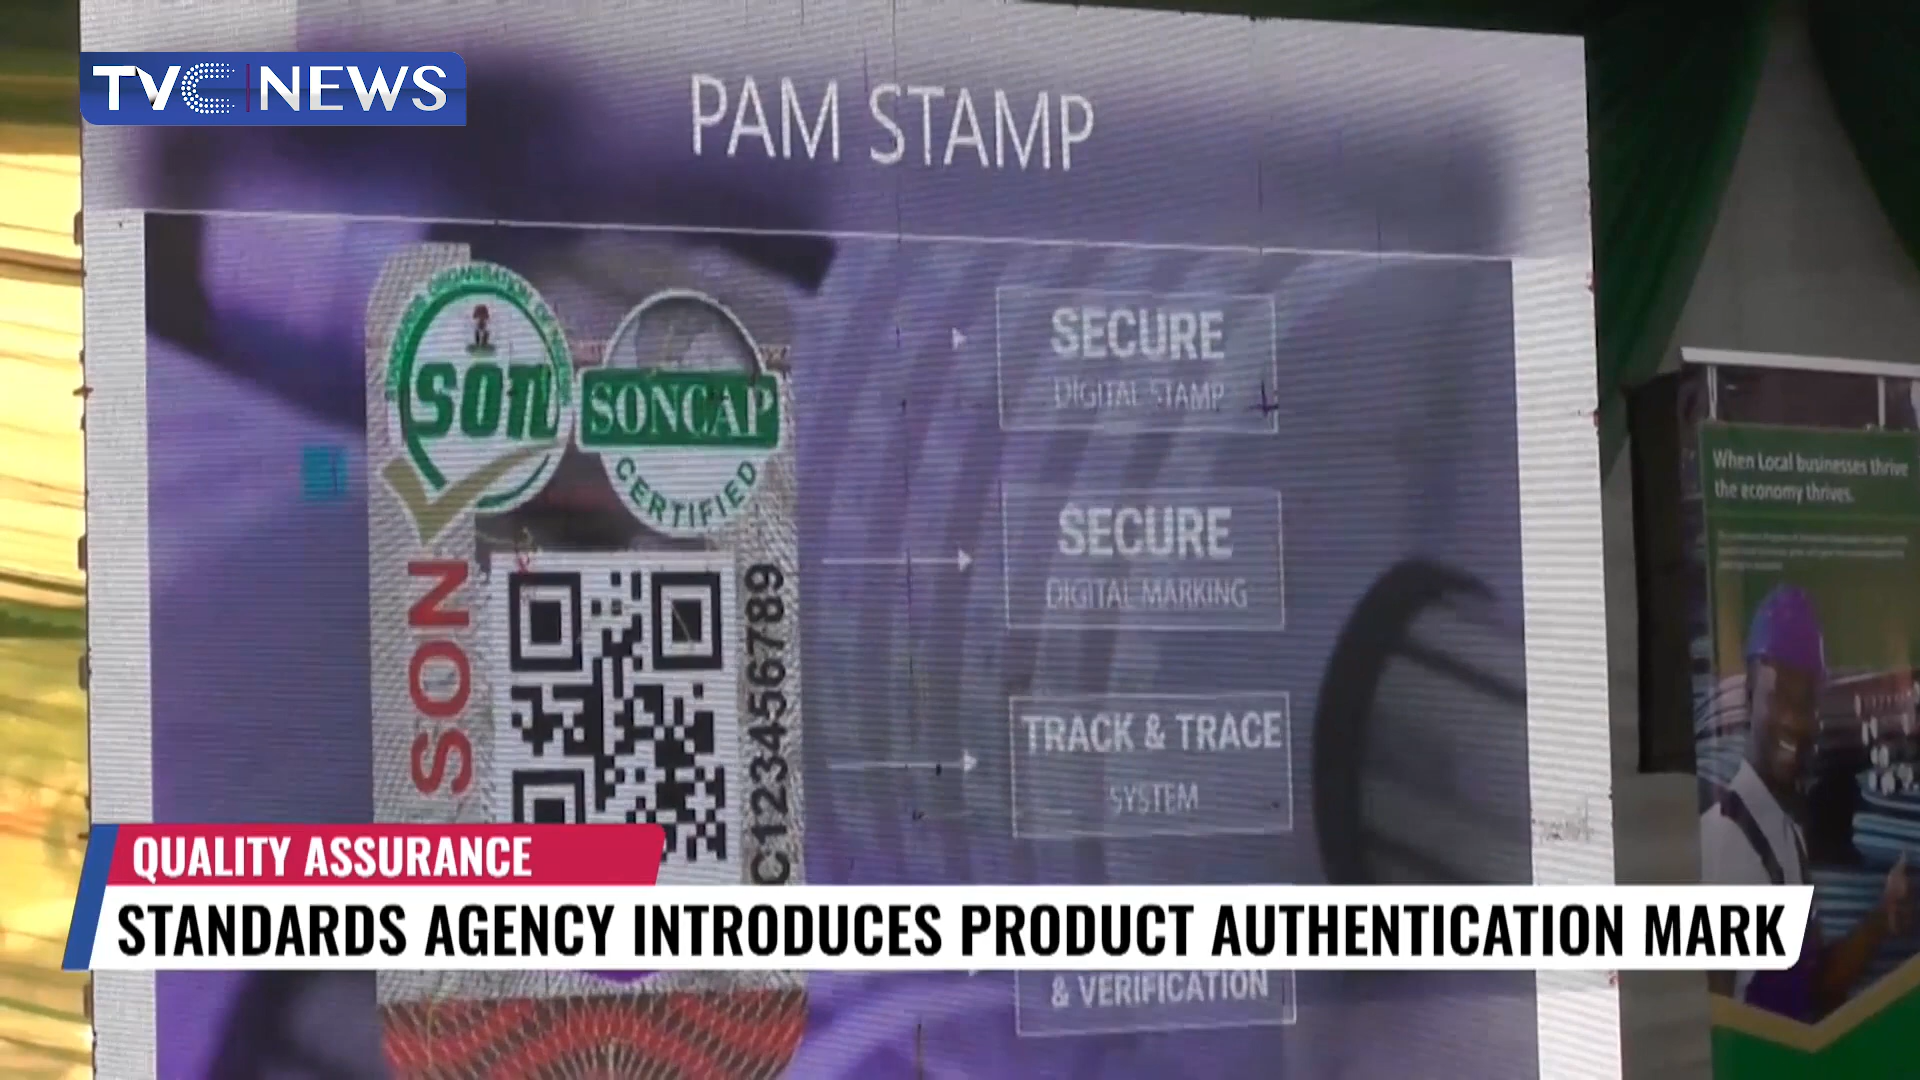 TVC NEWS
PAM STAMP
SON
SONCAP
CERTIFIED
SON
C123456789
SECURE
DIGITAL STAMP
SECURE
DIGITAL MARKING
TRACK & TRACE
SYSTEM
& VERIFICATION
When Local businesses thrive
the economy thrives.
QUALITY ASSURANCE
STANDARDS AGENCY INTRODUCES PRODUCT AUTHENTICATION MARK